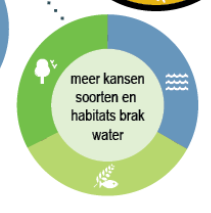 meer kansen
soorten en
habitats brak
water